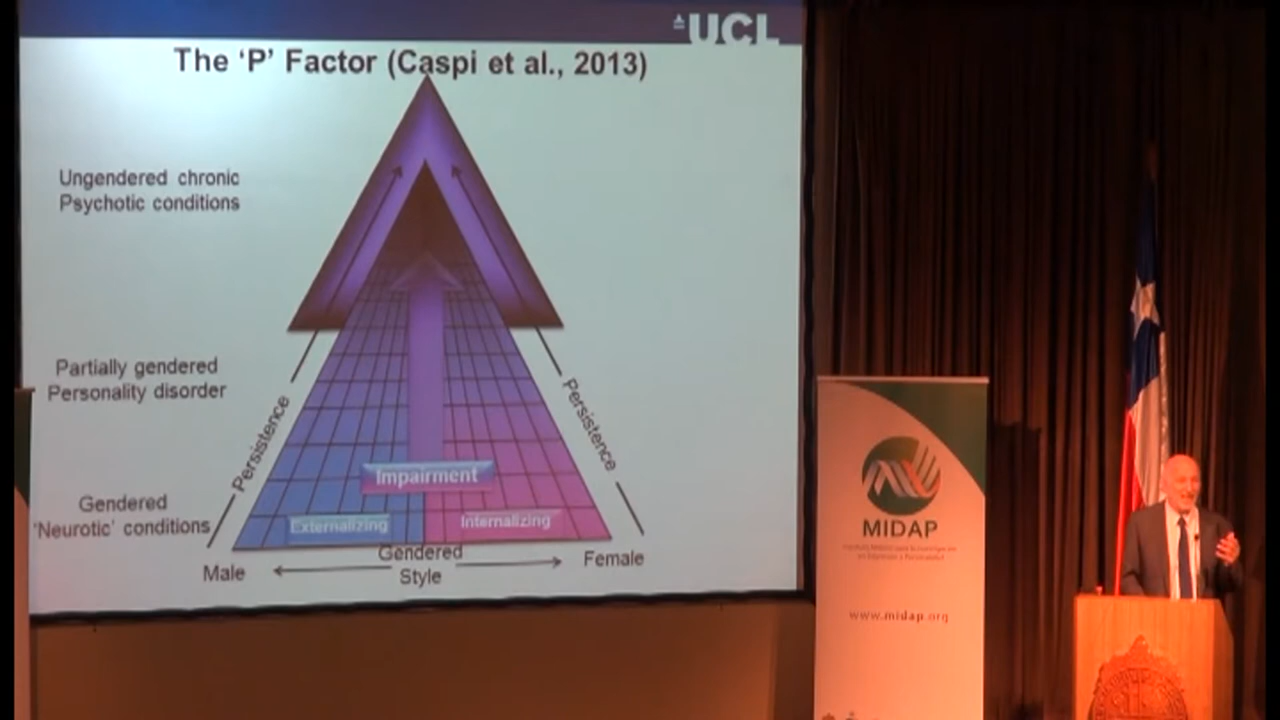 UCL
The ‘P’ Factor (Caspi et al., 2013)
Ungendered chronic
Psychotic conditions
Partially gendered
Personality disorder
Gendered
‘Neurotic’ conditions
Persistence
Persistence
Impairment
Externalizing
Internalizing
Male
Gendered
Style
Female
MIDAP
www.midap.org